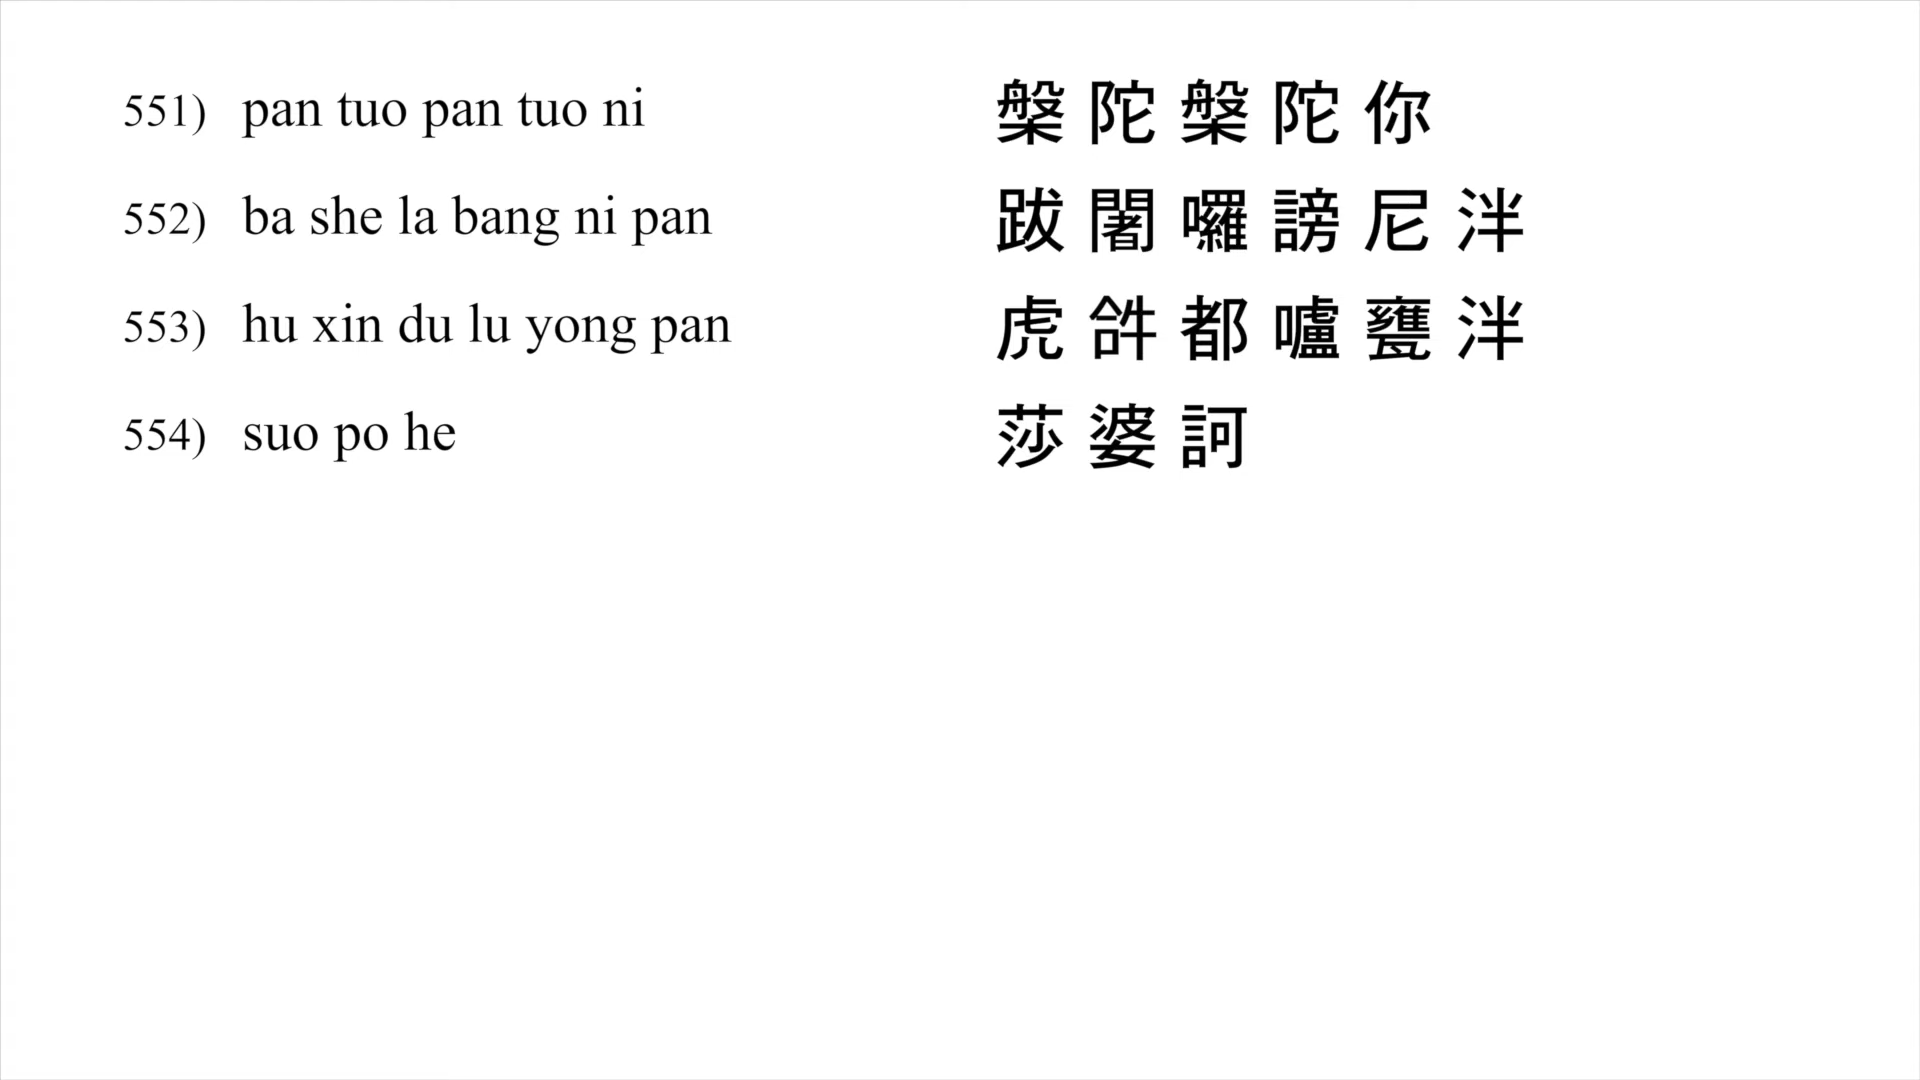 551) pan tuo pan tuo ni 槃陀槃陀你
552) ba she la bang ni pan 跋闍囉謗尼泮
553) hu xin du lu yong pan 虎𤙖都嚧甕泮
554) suo po he 莎婆訶